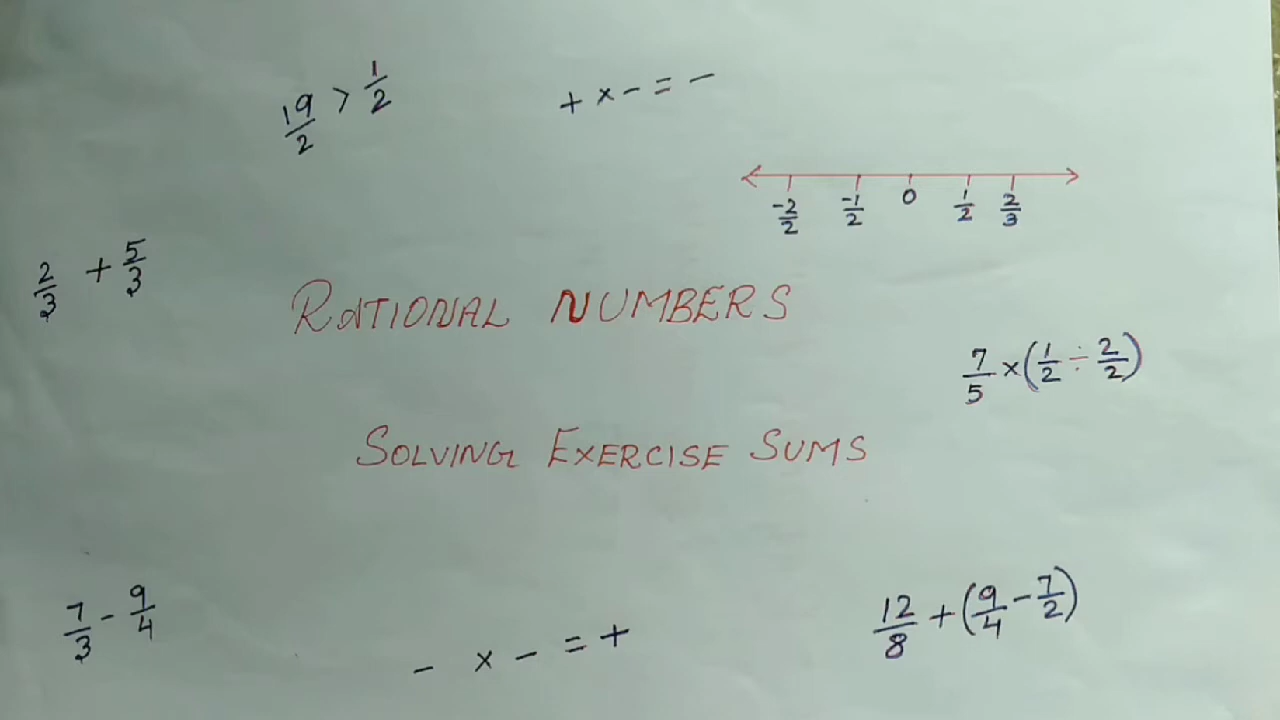 19/2 > 1/2
+ × - = -
-2/2 -1/2 0 1/2 2/3
2/3 + 5/3
RATIONAL NUMBERS
7/5 × (1/2 ÷ 2/2)
SOLVING EXERCISE SUMS
7/3 - 9/4
- × - = +
12/8 + (9/4 - 7/2)